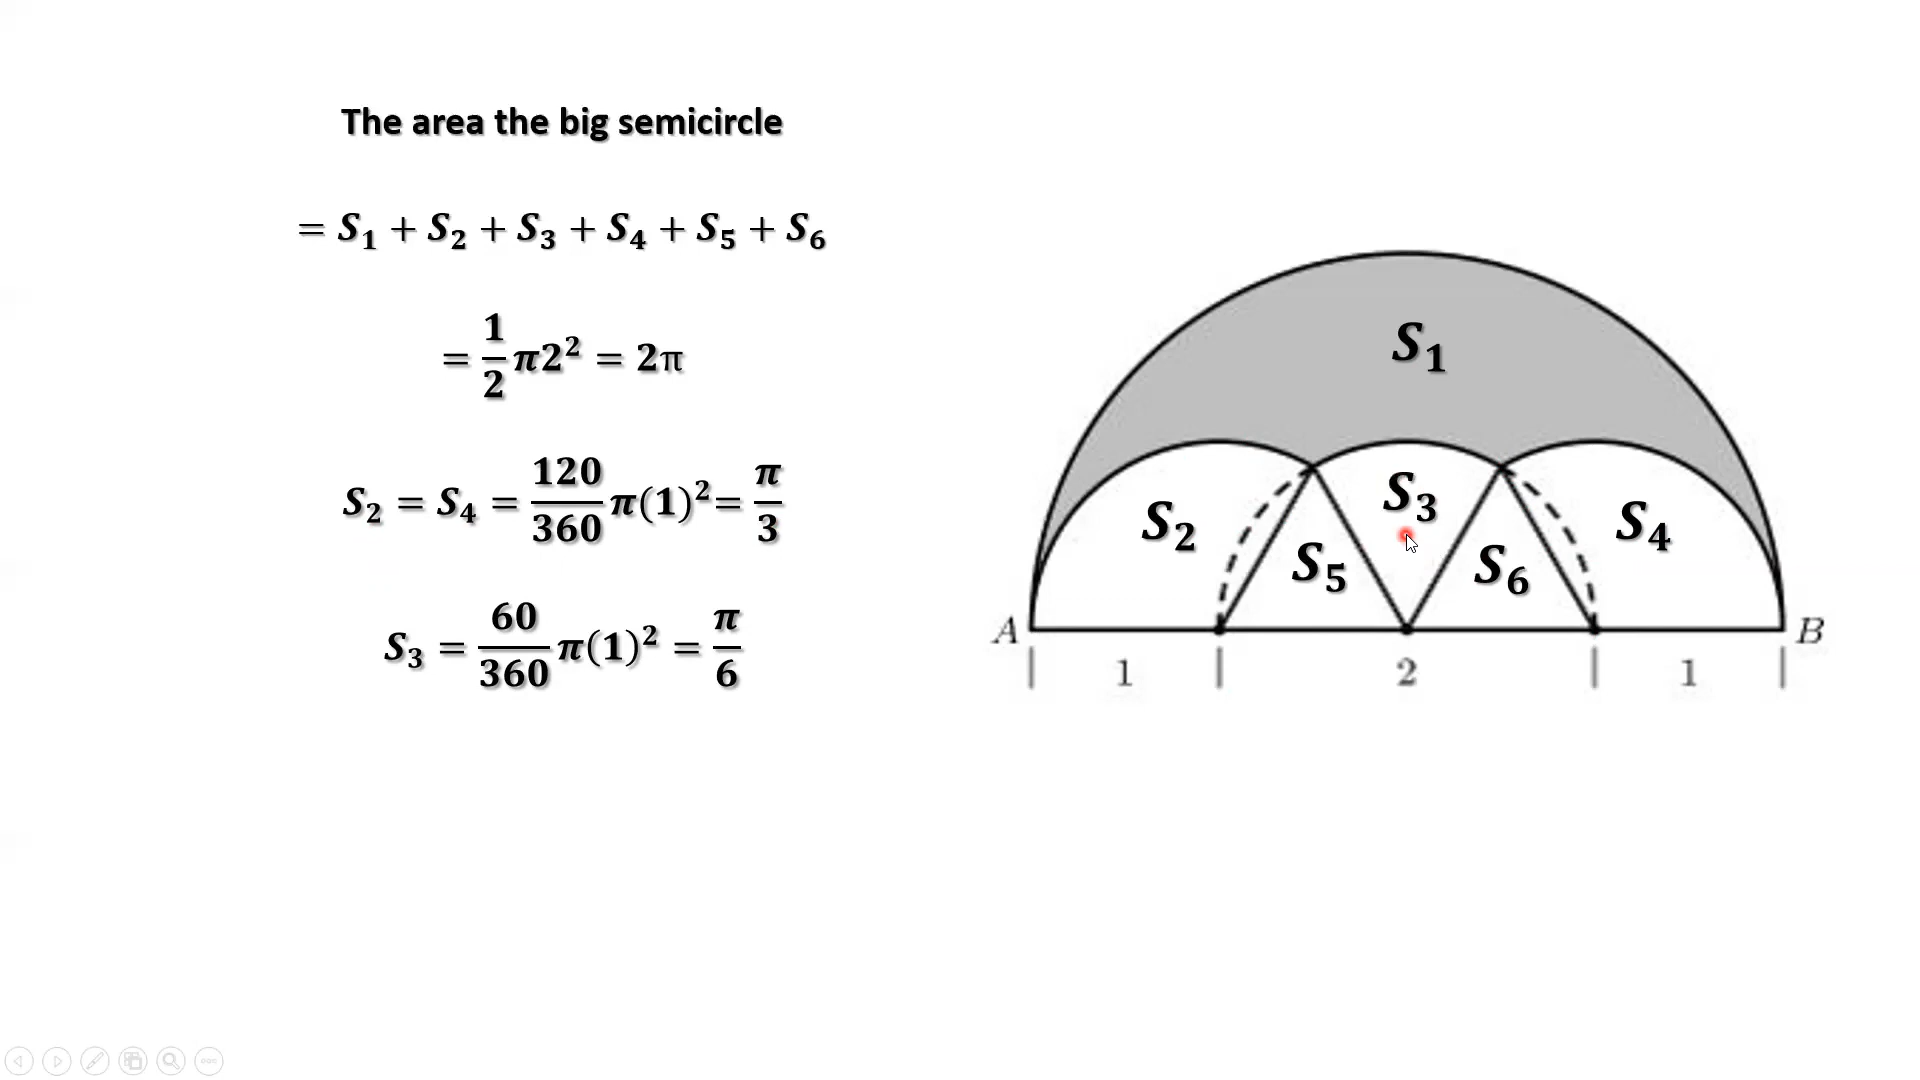 The area the big semicircle
= S₁ + S₂ + S₃ + S₄ + S₅ + S₆
= 1/2 π2² = 2π
S₂ = S₄ = 120/360 π(1)² = π/3
S₃ = 60/360 π(1)² = π/6
S₁
S₂
S₃
S₄
S₅
S₆
A
B
1
2
1